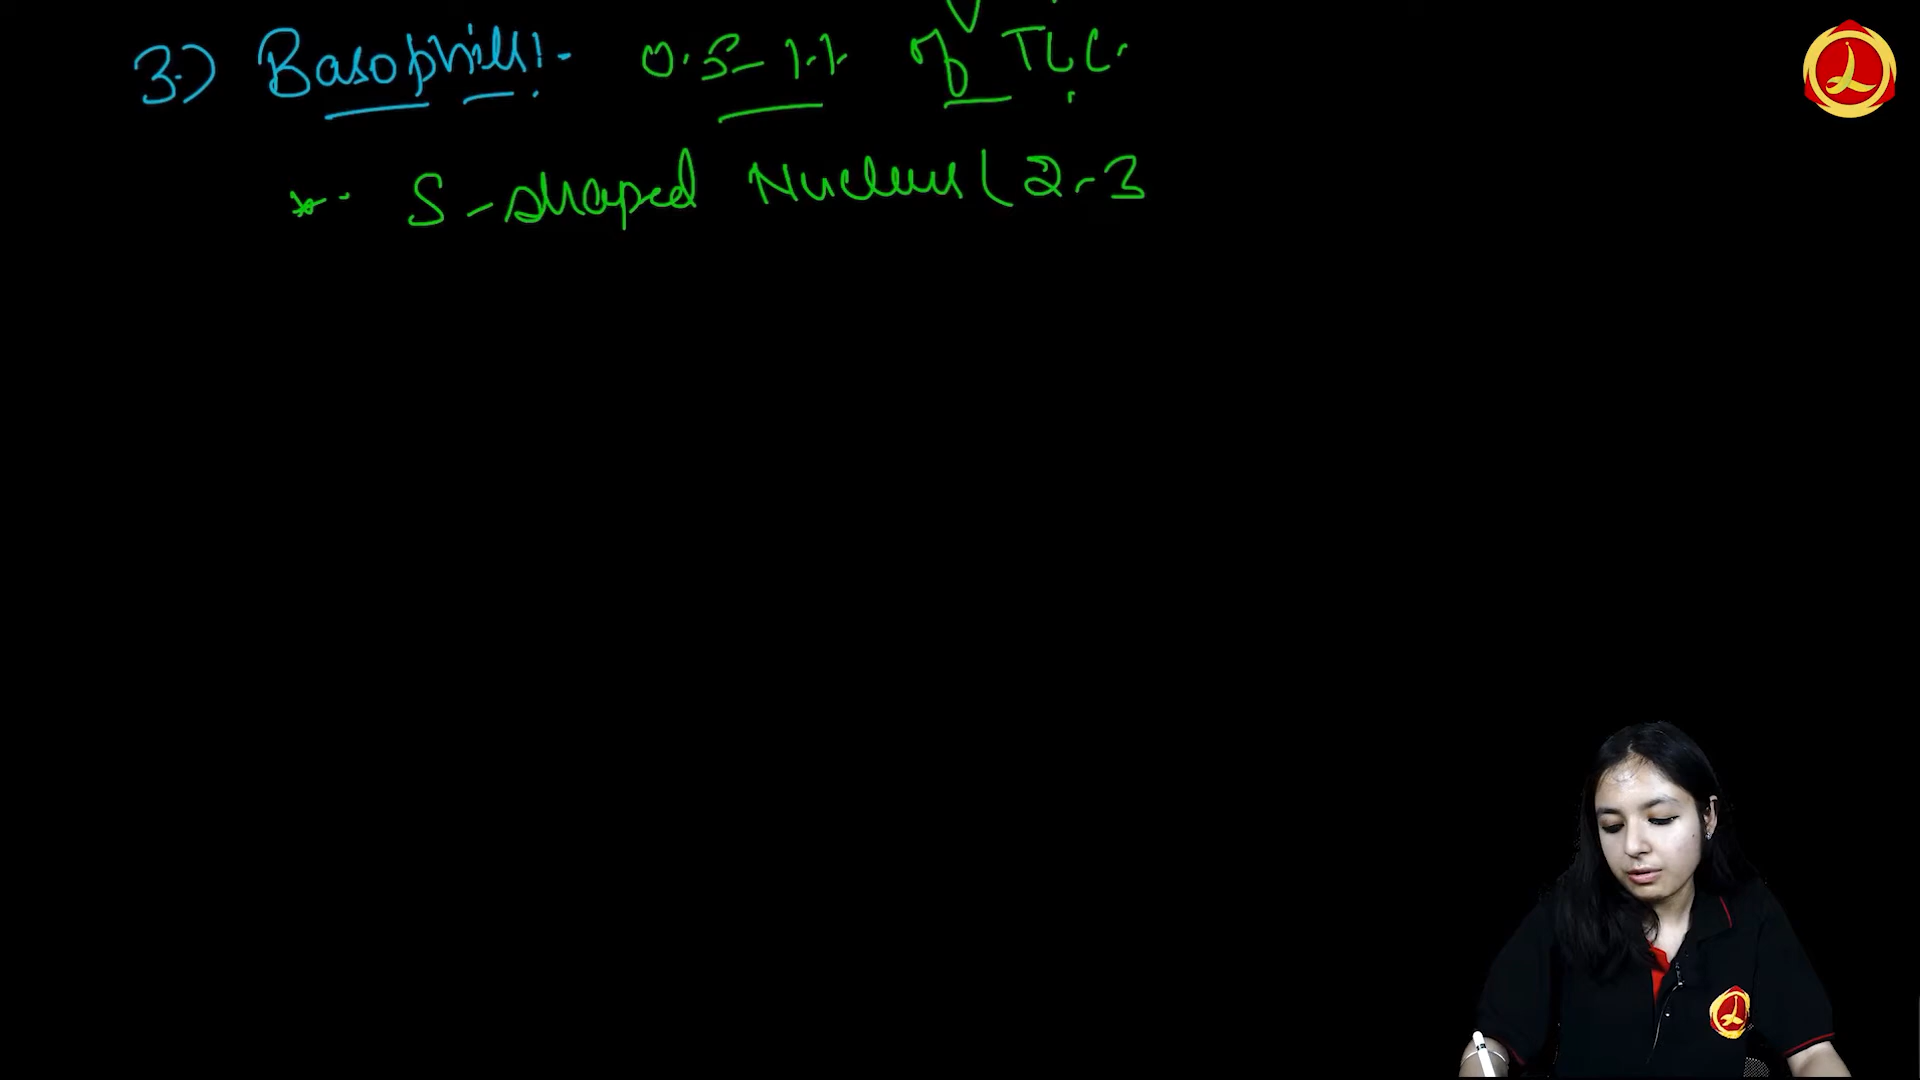 3.) Basophils:- 0.5-1% of TLC.
* S-shaped Nucleus (2-3